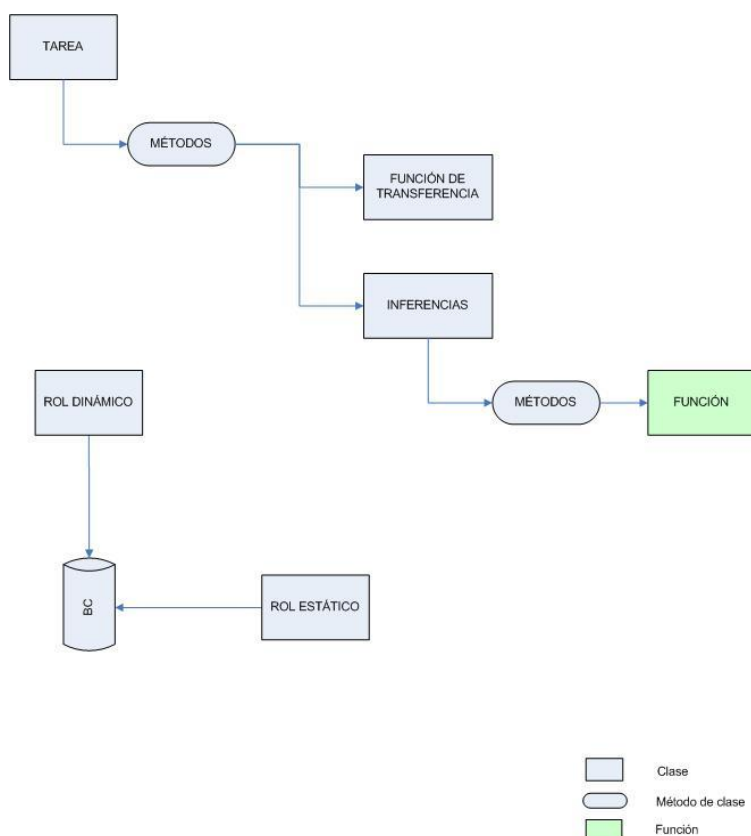 TAREA
MÉTODOS
FUNCIÓN DE
TRANSFERENCIA
INFERENCIAS
ROL DINÁMICO
MÉTODOS
FUNCIÓN
BC
ROL ESTÁTICO
Clase
Método de clase
Función